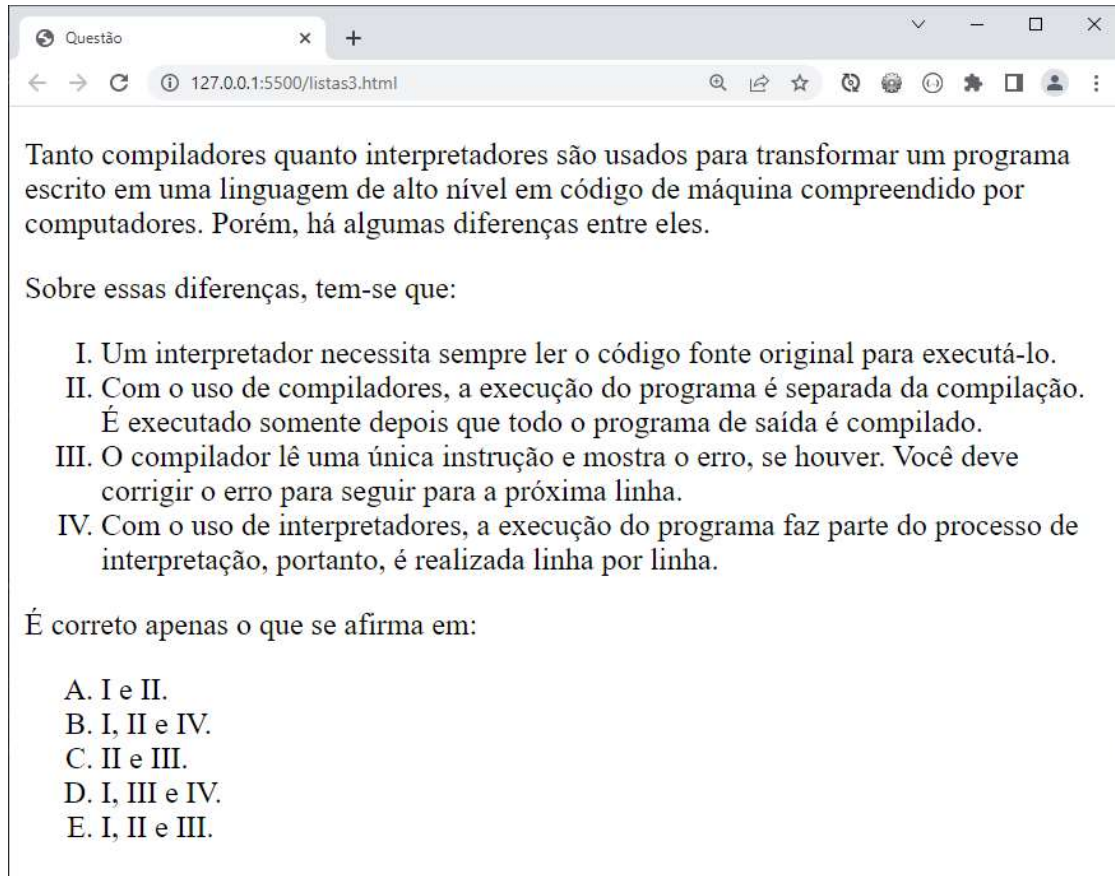 Questão
127.0.0.1:5500/listas3.html
Tanto compiladores quanto interpretadores são usados para transformar um programa
escrito em uma linguagem de alto nível em código de máquina compreendido por
computadores. Porém, há algumas diferenças entre eles.
Sobre essas diferenças, tem-se que:
I. Um interpretador necessita sempre ler o código fonte original para executá-lo.
II. Com o uso de compiladores, a execução do programa é separada da compilação.
É executado somente depois que todo o programa de saída é compilado.
III. O compilador lê uma única instrução e mostra o erro, se houver. Você deve
corrigir o erro para seguir para a próxima linha.
IV. Com o uso de interpretadores, a execução do programa faz parte do processo de
interpretação, portanto, é realizada linha por linha.
É correto apenas o que se afirma em:
A. I e II.
B. I, II e IV.
C. II e III.
D. I, III e IV.
E. I, II e III.